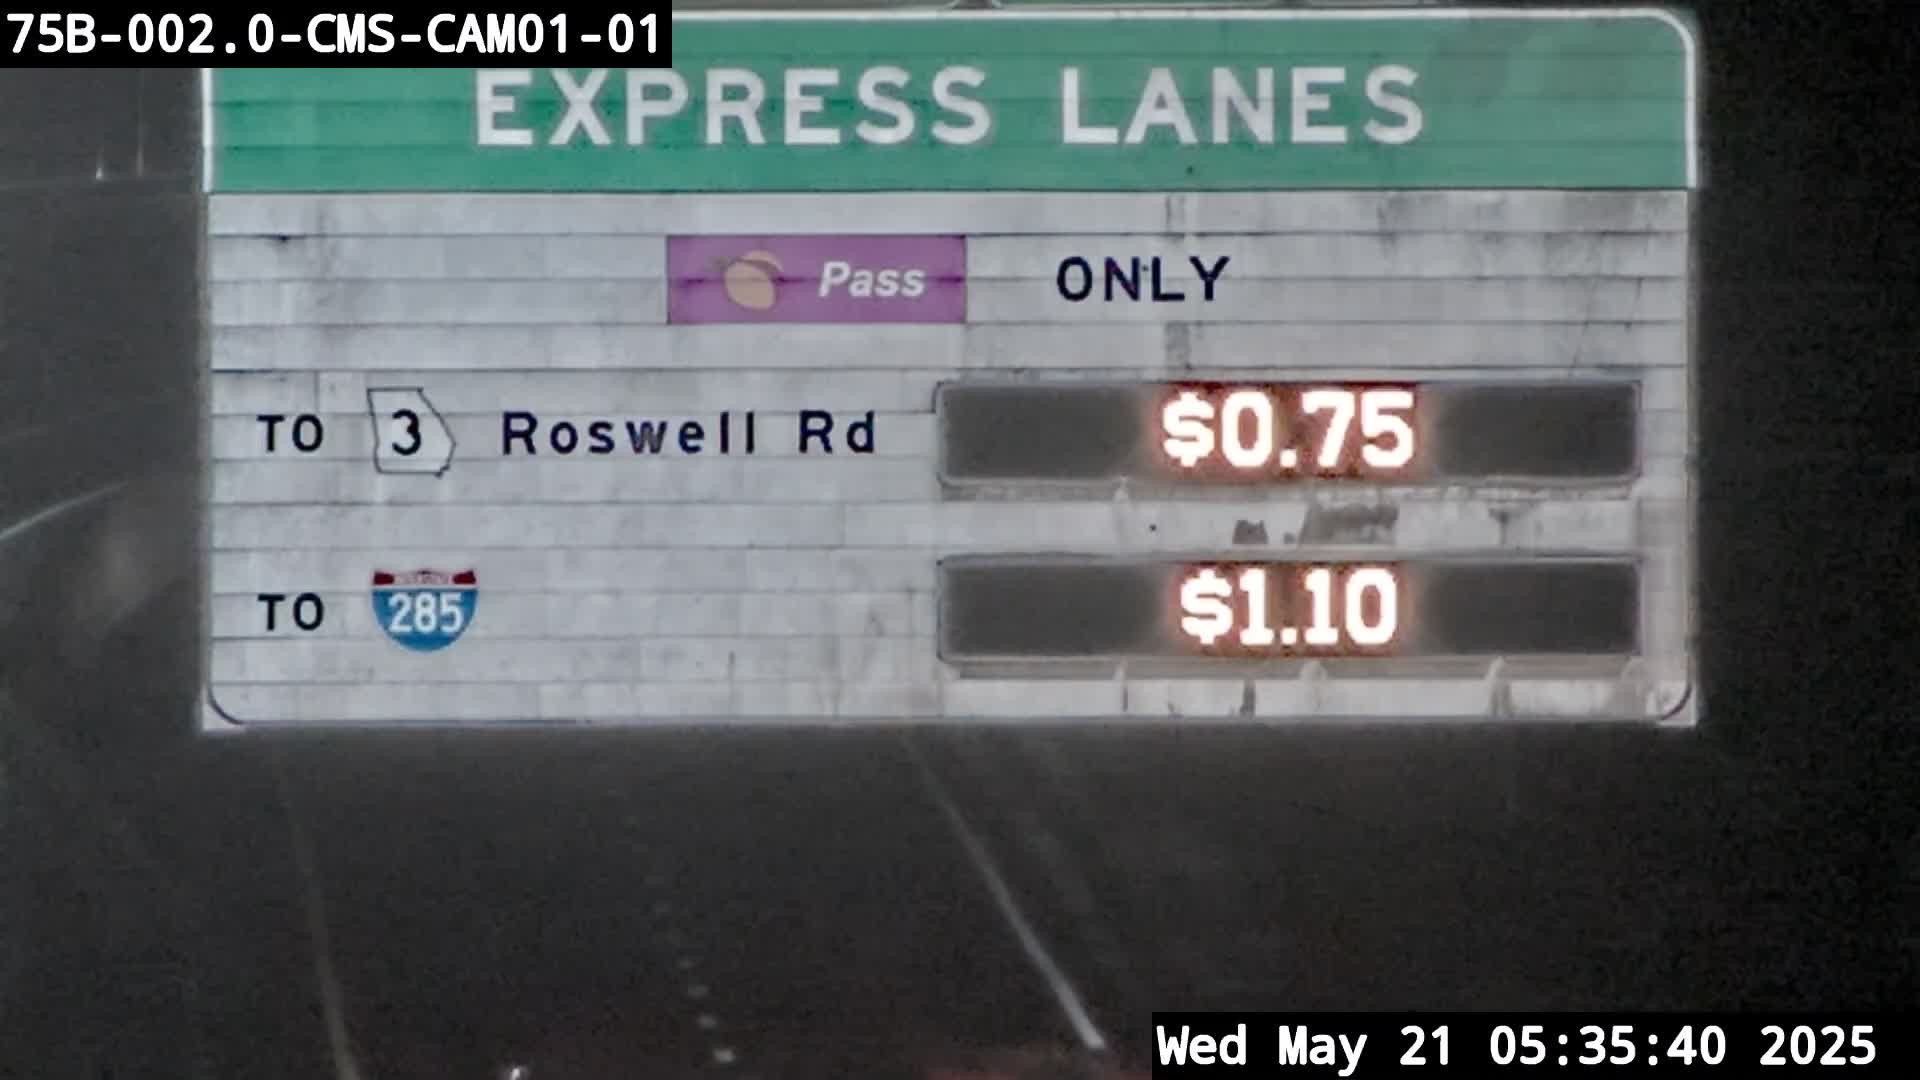 75B-002.0-CMS-CAM01-01
EXPRESS LANES
Pass ONLY
TO 3 Roswell Rd $0.75
TO 285 $1.10
Wed May 21 05:35:40 2025